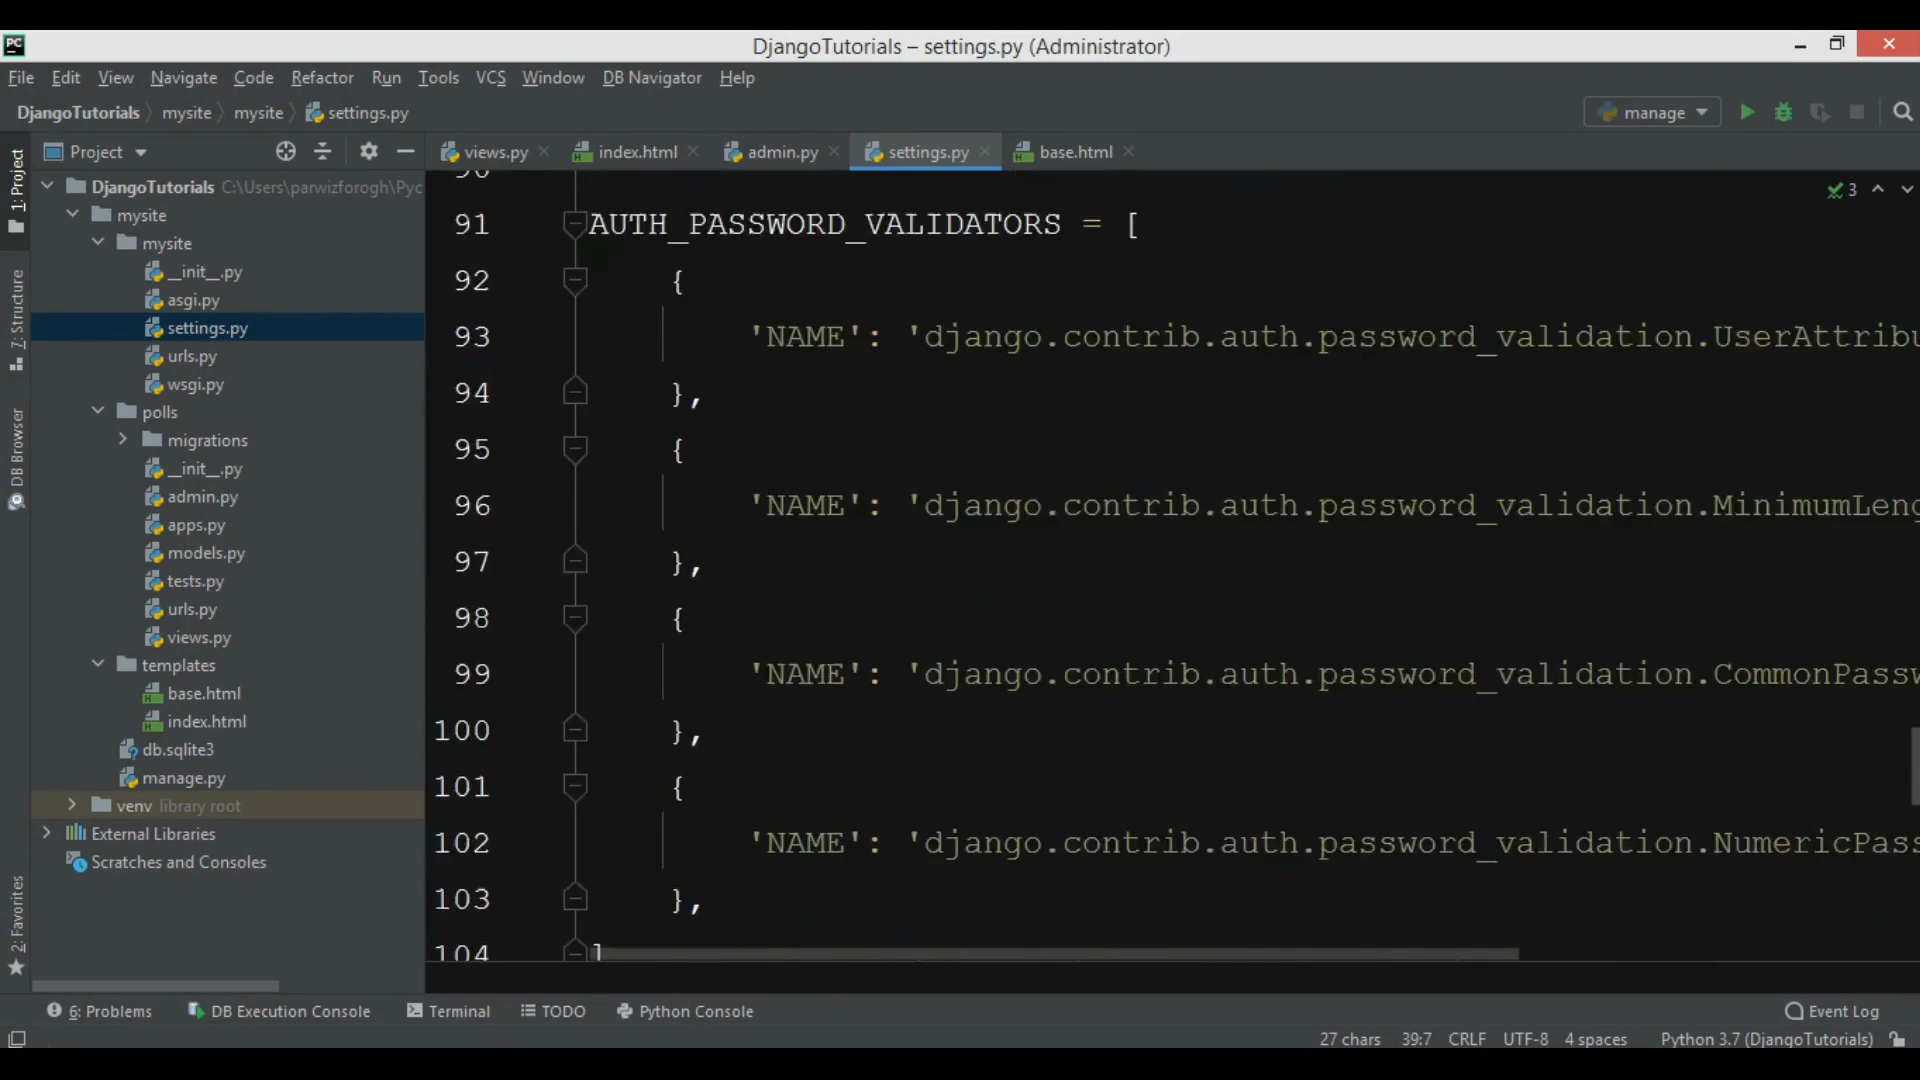 PC
DjangoTutorials – settings.py (Administrator)
File Edit View Navigate Code Refactor Run Tools VCS Window DB Navigator Help
DjangoTutorials mysite mysite settings.py
manage
Project
views.py index.html admin.py settings.py base.html
1: Project
7: Structure
DB Browser
2: Favorites
DjangoTutorials C:\Users\parwizforogh\Pyc
mysite
mysite
__init__.py
asgi.py
settings.py
urls.py
wsgi.py
polls
migrations
__init__.py
admin.py
apps.py
models.py
tests.py
urls.py
views.py
templates
base.html
index.html
db.sqlite3
manage.py
venv library root
External Libraries
Scratches and Consoles
3
90
91 AUTH_PASSWORD_VALIDATORS = [
92 {
93 'NAME': 'django.contrib.auth.password_validation.UserAttribu
94 },
95 {
96 'NAME': 'django.contrib.auth.password_validation.MinimumLeng
97 },
98 {
99 'NAME': 'django.contrib.auth.password_validation.CommonPassw
100 },
101 {
102 'NAME': 'django.contrib.auth.password_validation.NumericPass
103 },
104 ]
6: Problems DB Execution Console Terminal TODO Python Console Event Log
27 chars 39:7 CRLF UTF-8 4 spaces Python 3.7 (DjangoTutorials)